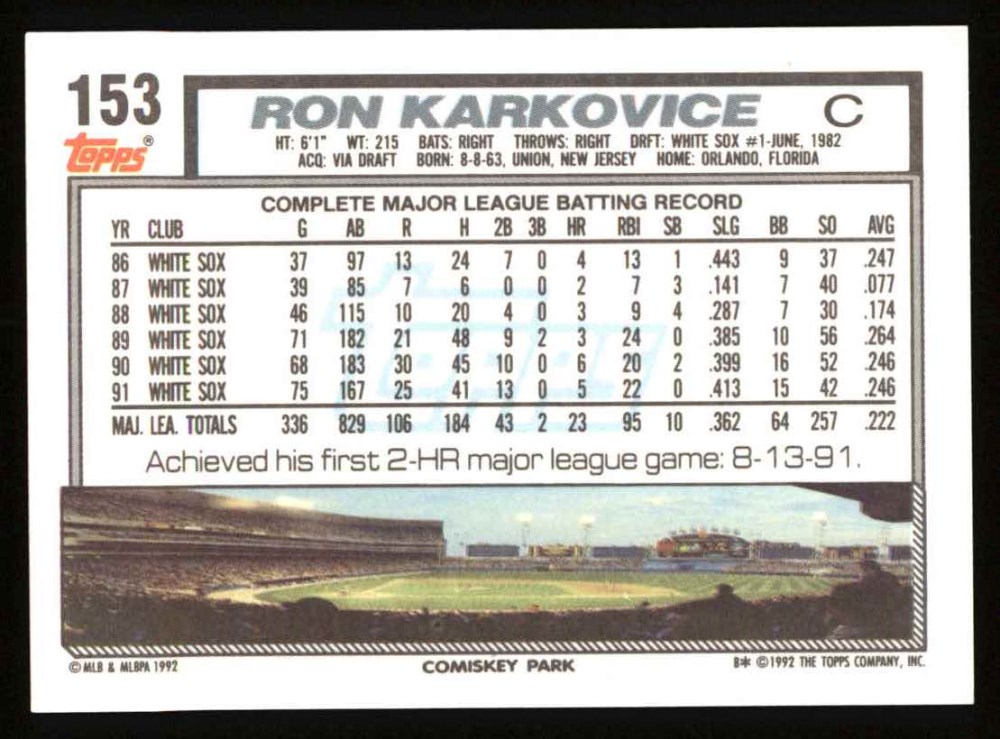 153
Topps®
RON KARKOVICE C
HT: 6'1" WT: 215 BATS: RIGHT THROWS: RIGHT DRFT: WHITE SOX #1-JUNE, 1982
ACQ: VIA DRAFT BORN: 8-8-63, UNION, NEW JERSEY HOME: ORLANDO, FLORIDA
COMPLETE MAJOR LEAGUE BATTING RECORD
YR CLUB G AB R H 2B 3B HR RBI SB SLG BB SO AVG
86 WHITE SOX 37 97 13 24 7 0 4 13 1 .443 9 37 .247
87 WHITE SOX 39 85 7 6 0 0 2 7 3 .141 7 40 .077
88 WHITE SOX 46 115 10 20 4 0 3 9 4 .287 7 30 .174
89 WHITE SOX 71 182 21 48 9 2 3 24 0 .385 10 56 .264
90 WHITE SOX 68 183 30 45 10 0 6 20 2 .399 16 52 .246
91 WHITE SOX 75 167 25 41 13 0 5 22 0 .413 15 42 .246
MAJ. LEA. TOTALS 336 829 106 184 43 2 23 95 10 .362 64 257 .222
Topps
Achieved his first 2-HR major league game: 8-13-91.
© MLB & MLBPA 1992 COMISKEY PARK B* ©1992 THE TOPPS COMPANY, INC.